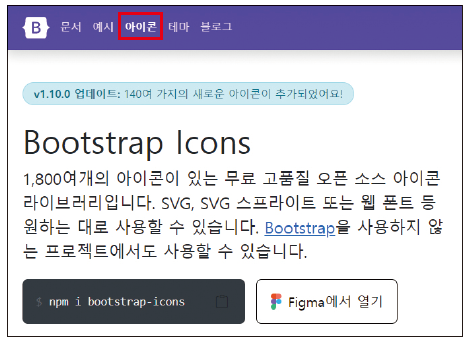 B 문서 예시 아이콘 테마 블로그
v1.10.0 업데이트: 140여 가지의 새로운 아이콘이 추가되었어요!
Bootstrap Icons
1,800여개의 아이콘이 있는 무료 고품질 오픈 소스 아이콘
라이브러리입니다. SVG, SVG 스프라이트 또는 웹 폰트 등
원하는 대로 사용할 수 있습니다. Bootstrap을 사용하지 않
는 프로젝트에서도 사용할 수 있습니다.
$ npm i bootstrap-icons Figma에서 열기